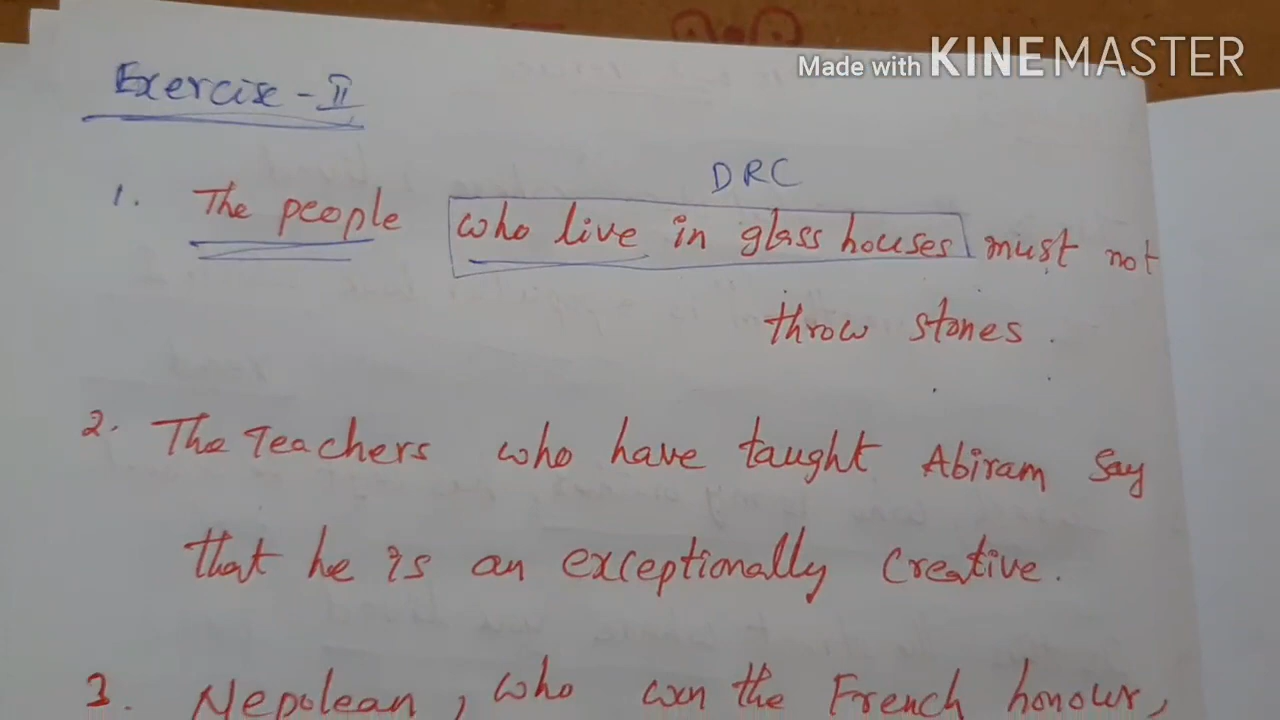 Made with KINEMASTER
Exercise - II
DRC
1. The people who live in glass houses must not
throw stones.
2. The Teachers who have taught Abiram say
that he is an exceptionally creative.
3. Nepolean, who won the French honour,